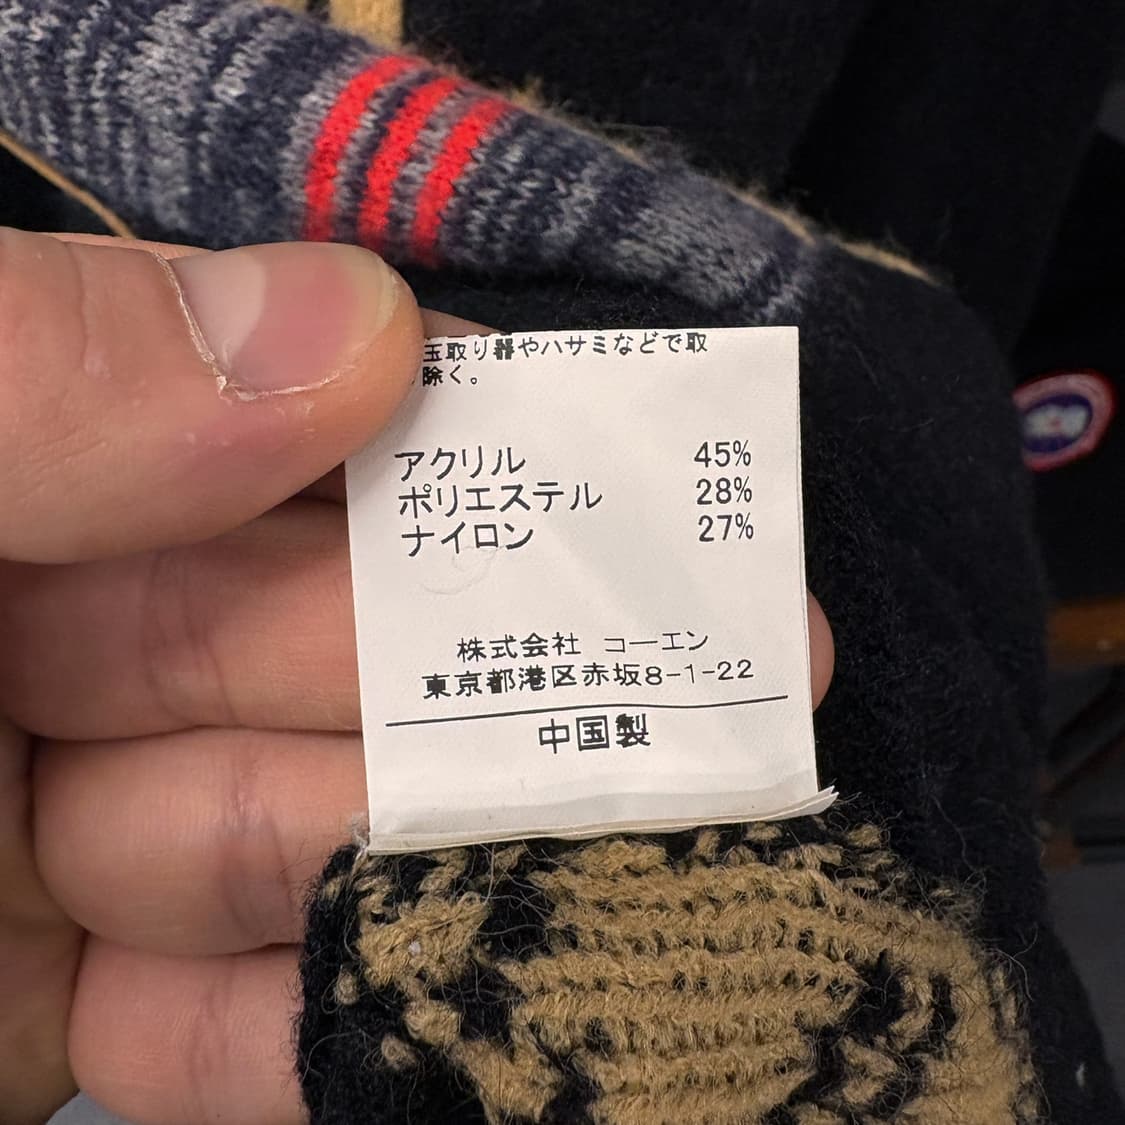 玉取り器やハサミなどで取
除く。
アクリル 45%
ポリエステル 28%
ナイロン 27%
株式会社 コーエン
東京都港区赤坂8-1-22
中国製